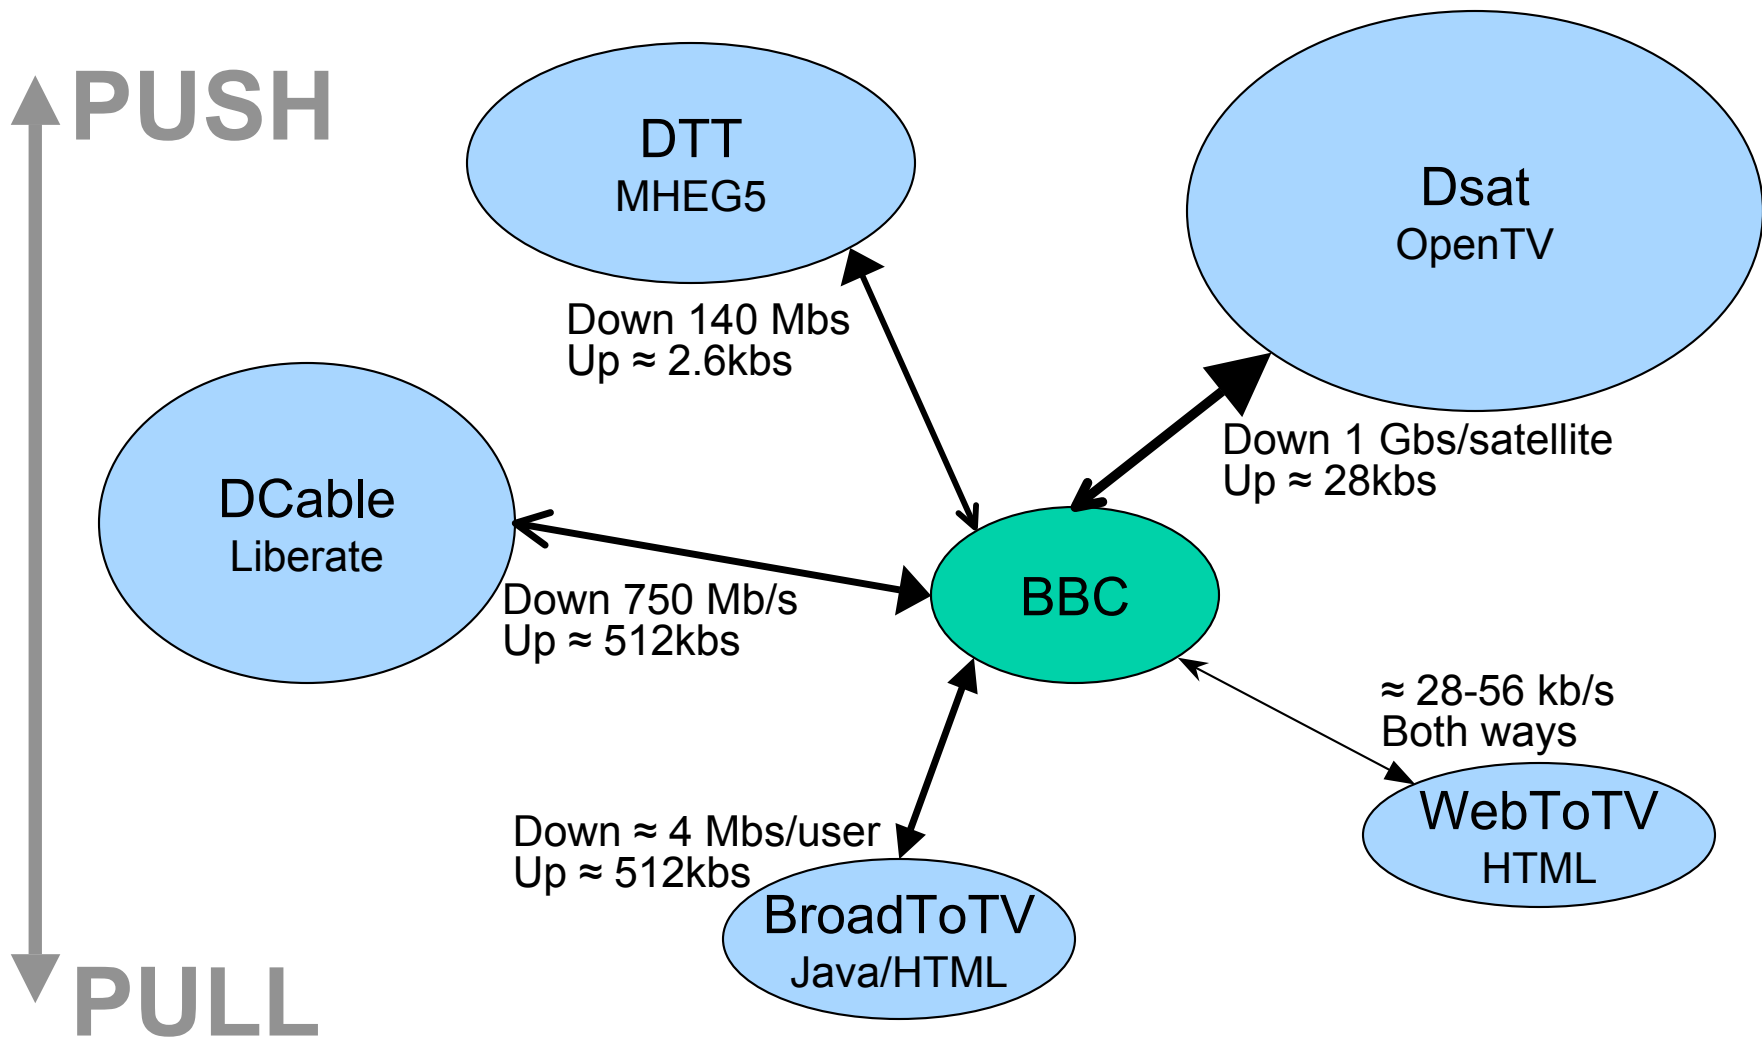 PUSH
DTT
MHEG5
Dsat
OpenTV
Down 140 Mbs
Up ≈ 2.6kbs
Down 1 Gbs/satellite
Up ≈ 28kbs
DCable
Liberate
Down 750 Mb/s
Up ≈ 512kbs
BBC
≈ 28-56 kb/s
Both ways
WebToTV
HTML
Down ≈ 4 Mbs/user
Up ≈ 512kbs
BroadToTV
Java/HTML
PULL